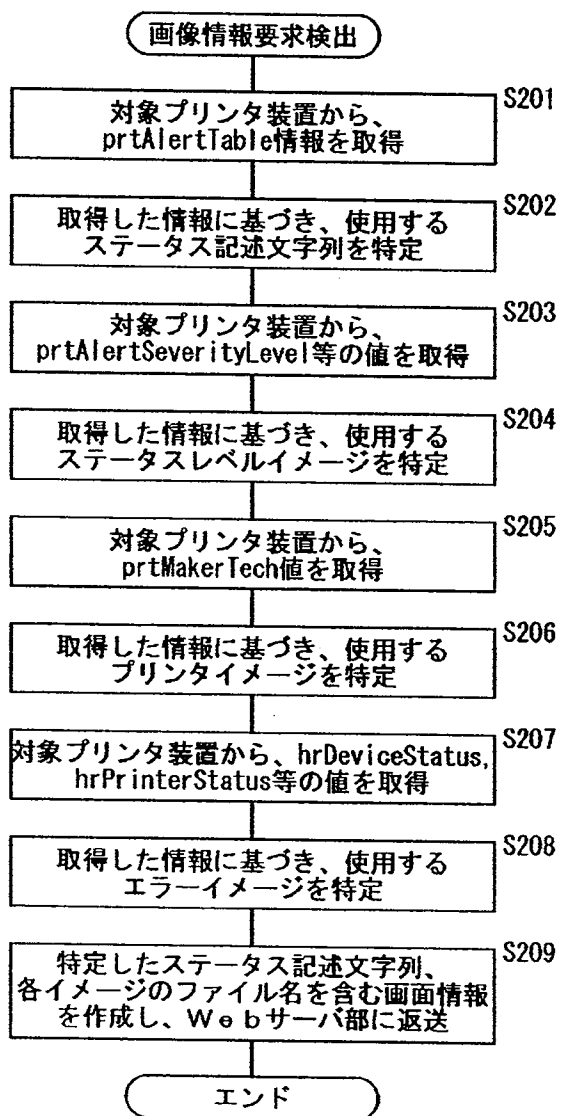 画像情報要求検出
S201
対象プリンタ装置から、
prtAlertTable情報を取得
S202
取得した情報に基づき、使用する
ステータス記述文字列を特定
S203
対象プリンタ装置から、
prtAlertSeverityLevel等の値を取得
S204
取得した情報に基づき、使用する
ステータスレベルイメージを特定
S205
対象プリンタ装置から、
prtMakerTech値を取得
S206
取得した情報に基づき、使用する
プリンタイメージを特定
S207
対象プリンタ装置から、hrDeviceStatus,
hrPrinterStatus等の値を取得
S208
取得した情報に基づき、使用する
エラーイメージを特定
S209
特定したステータス記述文字列、
各イメージのファイル名を含む画面情報
を作成し、Ｗｅｂサーバ部に返送
エンド